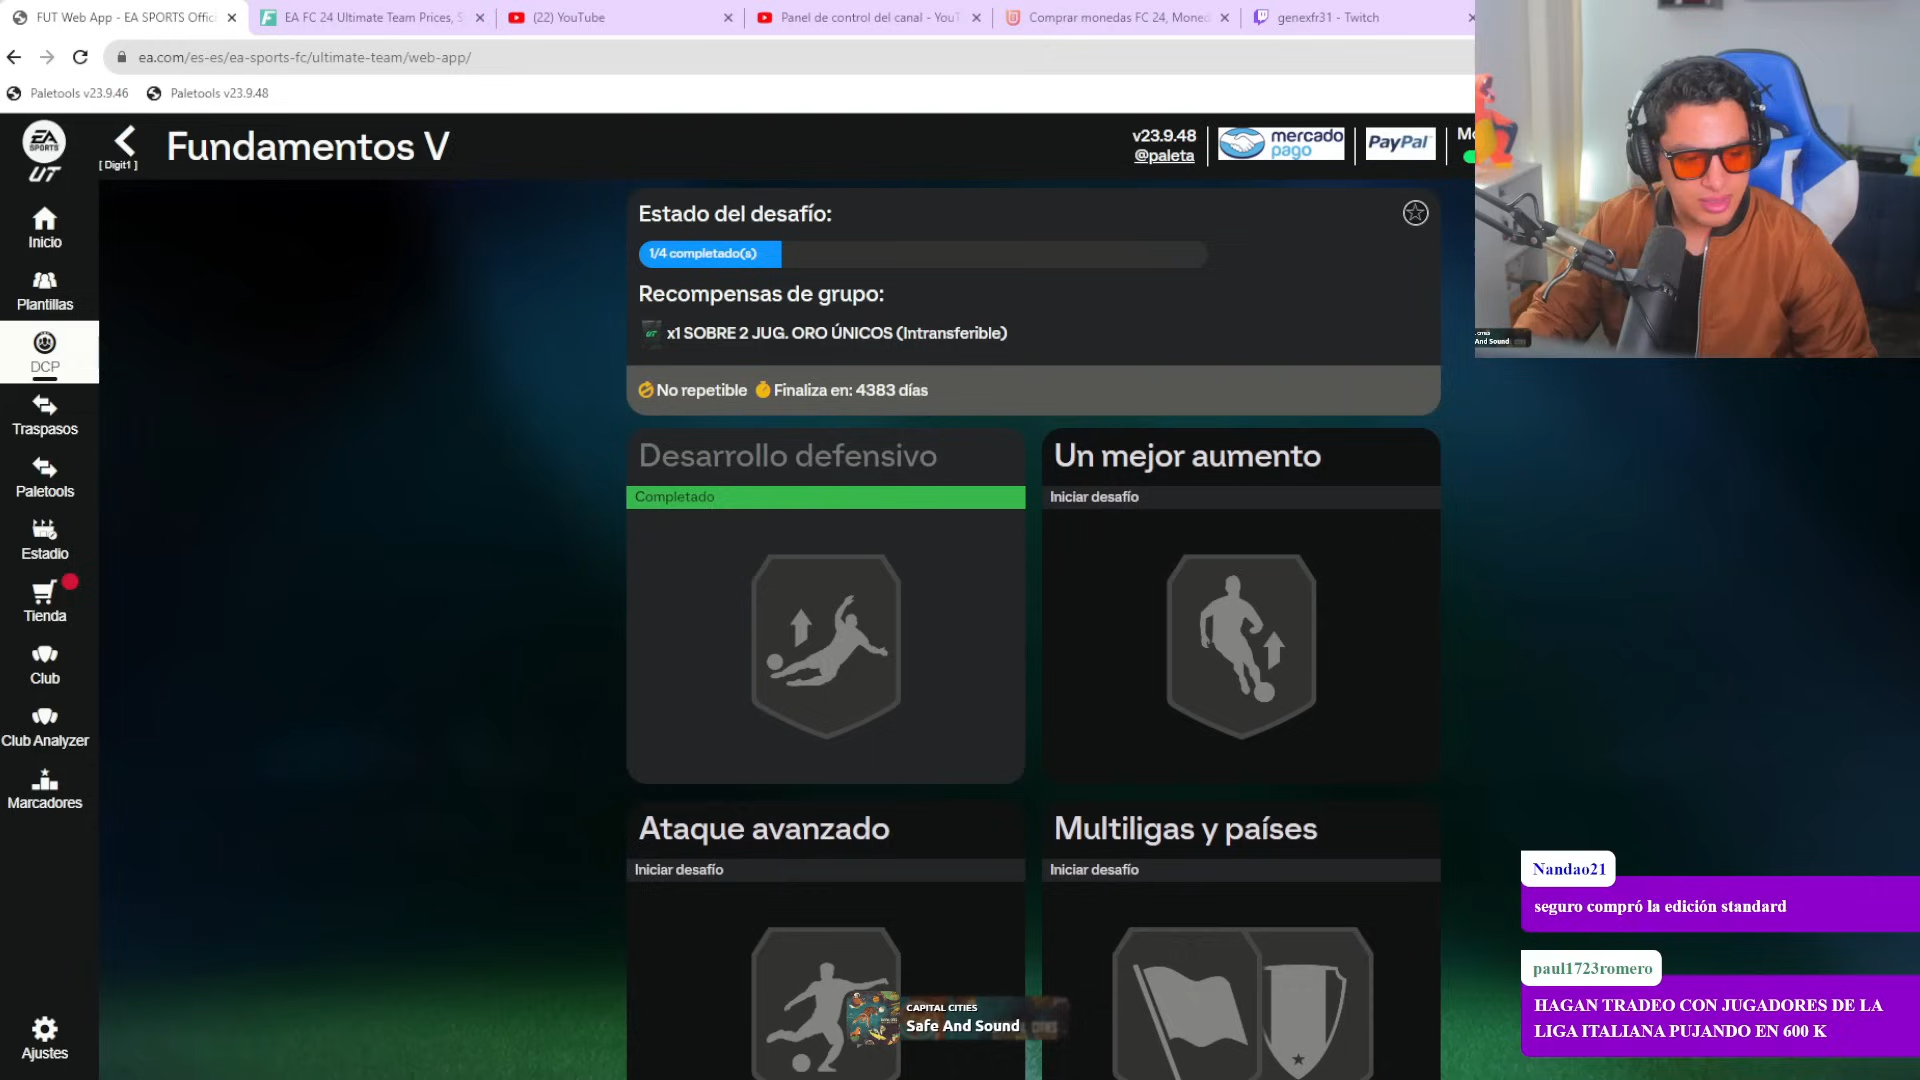 FUT Web App - EA SPORTS Offici
EA FC 24 Ultimate Team Prices, S
(22) YouTube
Panel de control del canal - YouT
Comprar monedas FC 24, Moned
genexfr31 - Twitch
ea.com/es-es/ea-sports-fc/ultimate-team/web-app/
Paletools v23.9.46
Paletools v23.9.48
EA
SPORTS
UT
[ Digit1 ]
Fundamentos V
v23.9.48
@paleta
mercado
pago
PayPal
Inicio
Plantillas
DCP
Traspasos
Paletools
Estadio
Tienda
Club
Club Analyzer
Marcadores
Ajustes
Estado del desafío:
1/4 completado(s)
Recompensas de grupo:
x1 SOBRE 2 JUG. ORO ÚNICOS (Intransferible)
No repetible
Finaliza en: 4383 días
Desarrollo defensivo
Completado
Un mejor aumento
Iniciar desafío
Ataque avanzado
Iniciar desafío
Multiligas y países
Iniciar desafío
CAPITAL CITIES
Safe And Sound
And Sound
Nandao21
seguro compró la edición standard
paul1723romero
HAGAN TRADEO CON JUGADORES DE LA
LIGA ITALIANA PUJANDO EN 600 K